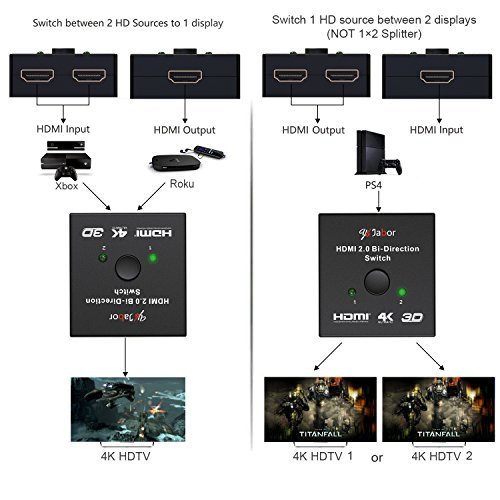 Switch between 2 HD Sources to 1 display
HDMI Input
HDMI Output
Xbox
Roku
2
1
3D 4K HDMI
HDMI 2.0 Bi-Direction
Switch
4K HDTV
Switch 1 HD source between 2 displays
(NOT 1×2 Splitter)
HDMI Output
HDMI Input
PS4
HDMI 2.0 Bi-Direction
Switch
1
2
HDMI 4K 3D
TITANFALL
TITANFALL
4K HDTV 1 or 4K HDTV 2